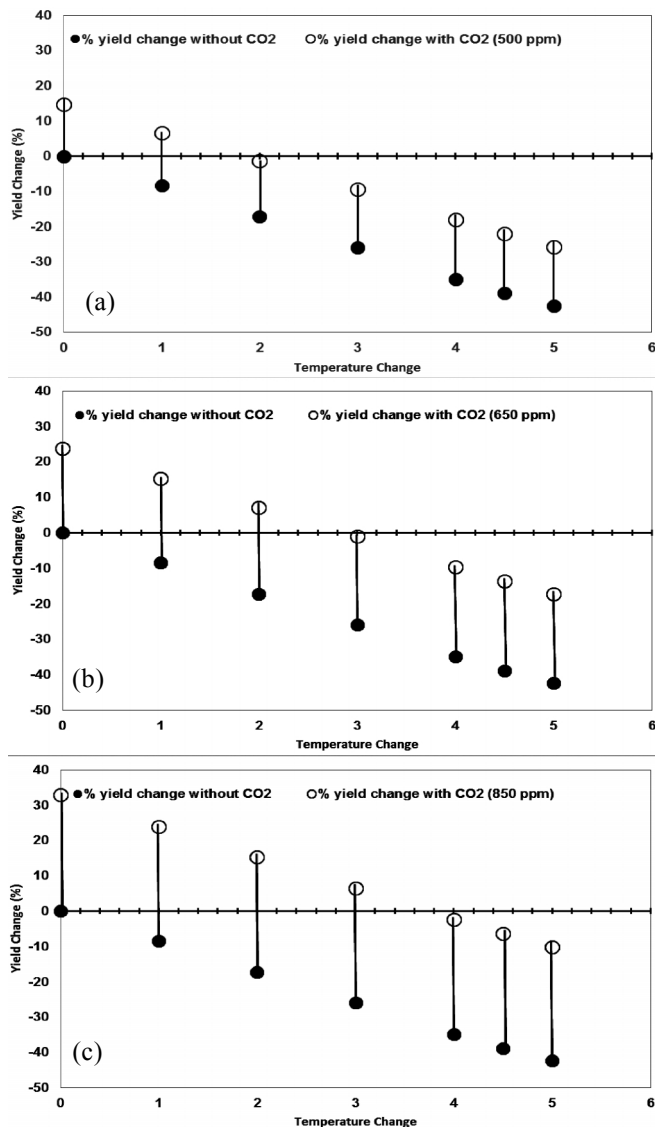 40
% yield change without CO2 % yield change with CO2 (500 ppm)
30
20
10
0
-10
-20
-30
-40
-50
Yield Change (%)
(a)
0 1 2 3 4 5 6
Temperature Change
40
% yield change without CO2 % yield change with CO2 (650 ppm)
30
20
10
0
-10
-20
-30
-40
-50
Yield Change (%)
(b)
0 1 2 3 4 5 6
Temperature Change
40
% yield change without CO2 % yield change with CO2 (850 ppm)
30
20
10
0
-10
-20
-30
-40
-50
Yield Change (%)
(c)
0 1 2 3 4 5 6
Temperature Change